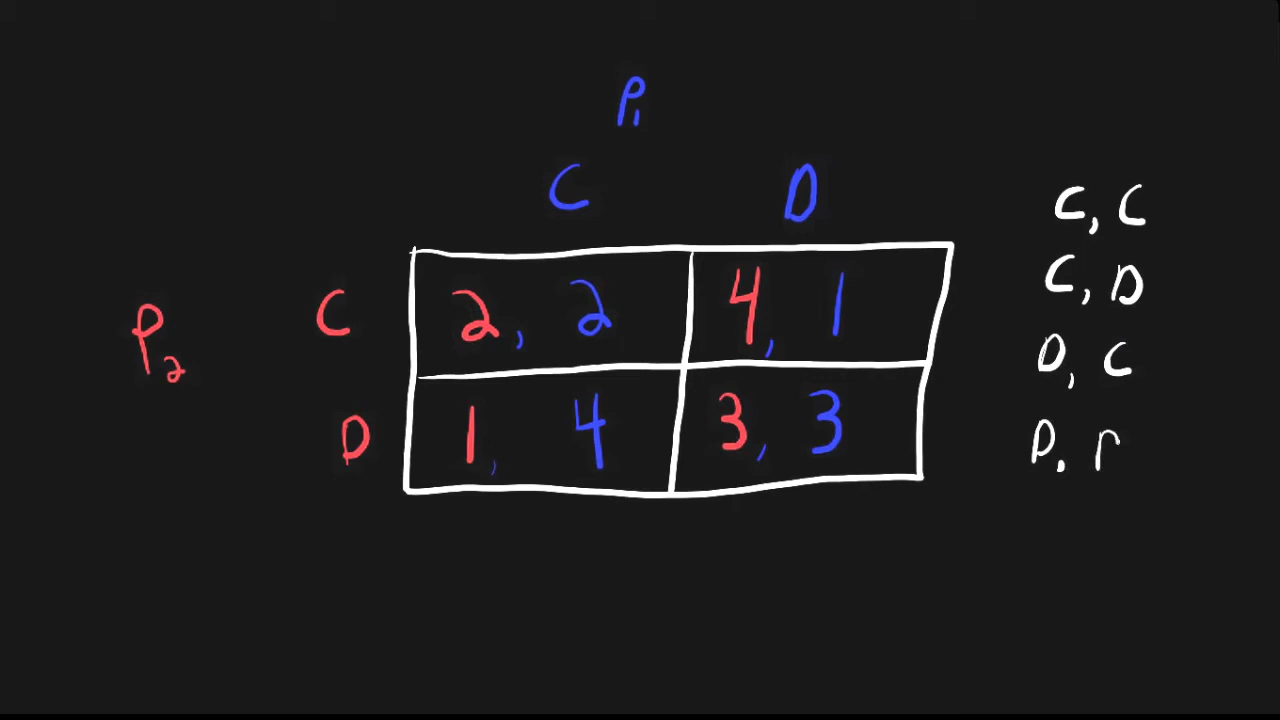 P1
C D
C, C
P2 C 2, 2 4, 1
C, D
D, C
D 1, 4 3, 3
D,